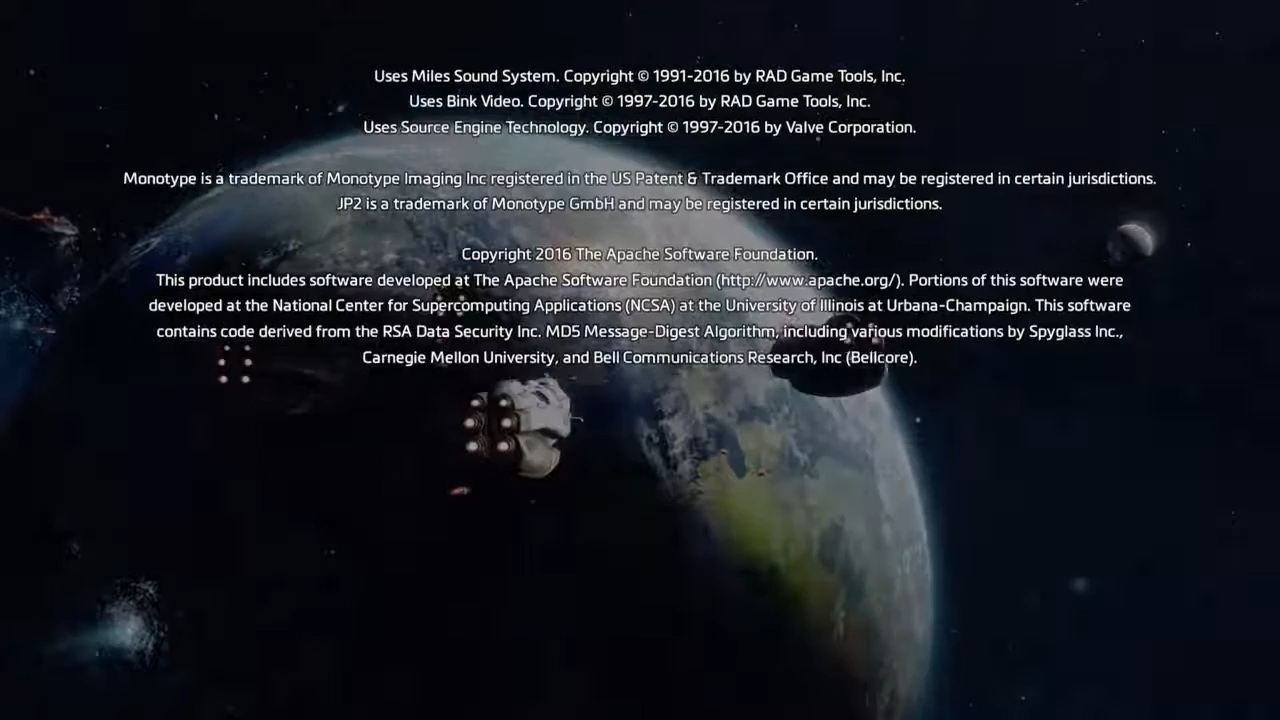 Uses Miles Sound System. Copyright © 1991-2016 by RAD Game Tools, Inc.
Uses Bink Video. Copyright © 1997-2016 by RAD Game Tools, Inc.
Uses Source Engine Technology. Copyright © 1997-2016 by Valve Corporation.
Monotype is a trademark of Monotype Imaging Inc registered in the US Patent & Trademark Office and may be registered in certain jurisdictions.
JP2 is a trademark of Monotype GmbH and may be registered in certain jurisdictions.
Copyright 2016 The Apache Software Foundation.
This product includes software developed at The Apache Software Foundation (http://www.apache.org/). Portions of this software were
developed at the National Center for Supercomputing Applications (NCSA) at the University of Illinois at Urbana-Champaign. This software
contains code derived from the RSA Data Security Inc. MD5 Message-Digest Algorithm, including various modifications by Spyglass Inc.,
Carnegie Mellon University, and Bell Communications Research, Inc (Bellcore).